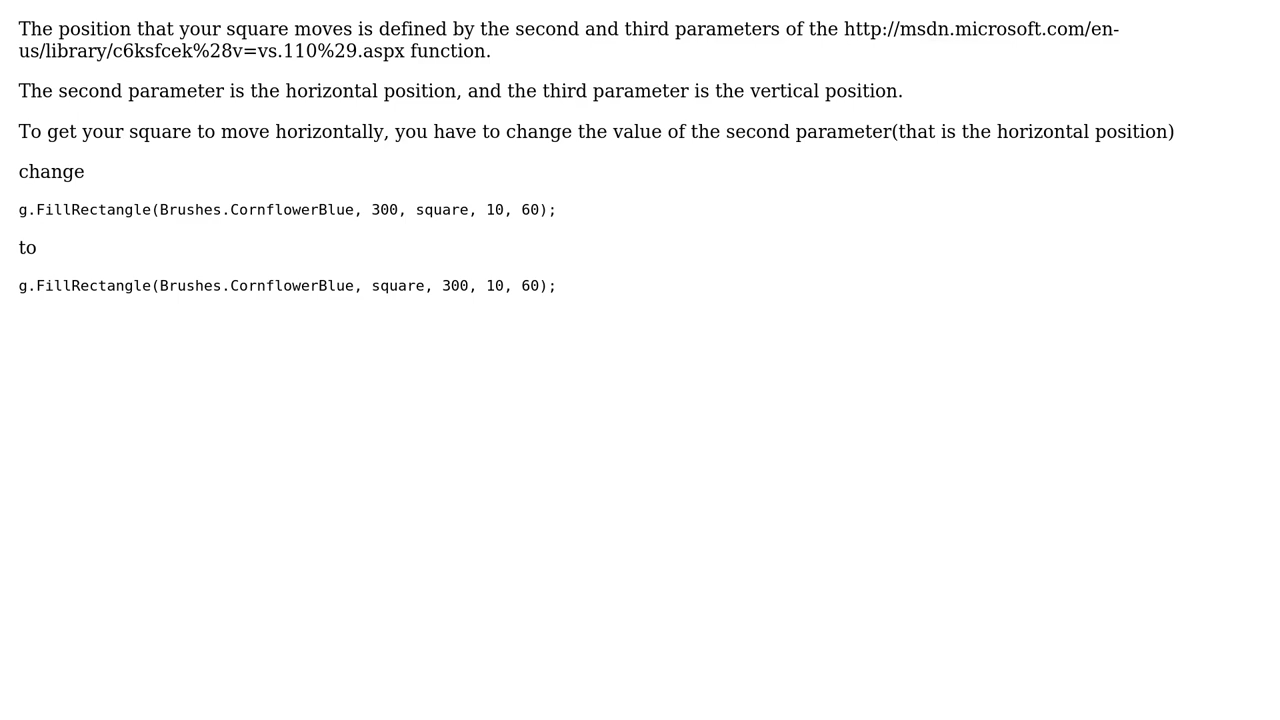 The position that your square moves is defined by the second and third parameters of the http://msdn.microsoft.com/en-
us/library/c6ksfcek%28v=vs.110%29.aspx function.
The second parameter is the horizontal position, and the third parameter is the vertical position.
To get your square to move horizontally, you have to change the value of the second parameter(that is the horizontal position)
change
g.FillRectangle(Brushes.CornflowerBlue, 300, square, 10, 60);
to
g.FillRectangle(Brushes.CornflowerBlue, square, 300, 10, 60);